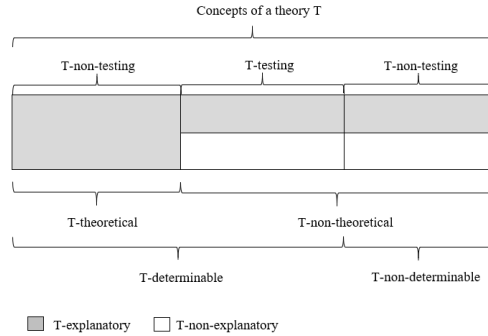 Concepts of a theory T
T-non-testing T-testing T-non-testing
T-theoretical T-non-theoretical
T-determinable T-non-determinable
T-explanatory T-non-explanatory